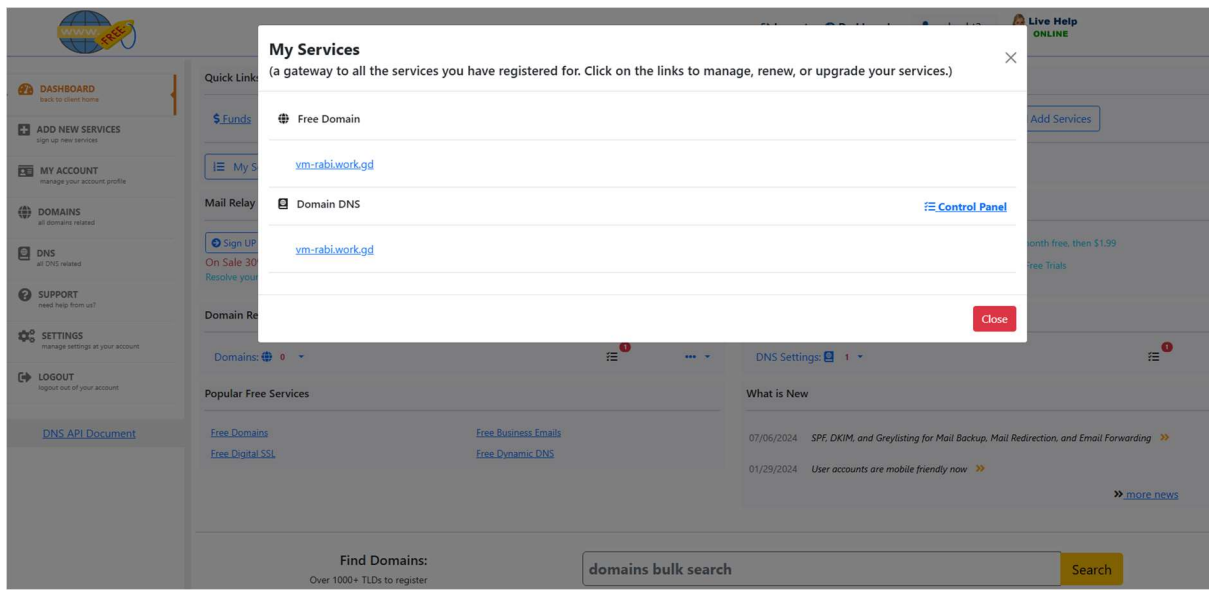 WWW
FREE
Live Help
ONLINE
My Services
(a gateway to all the services you have registered for. Click on the links to manage, renew, or upgrade your services.)
DASHBOARD
back to client home
ADD NEW SERVICES
sign up new services
MY ACCOUNT
manage your account profile
DOMAINS
all domains related
DNS
all DNS related
SUPPORT
need help from us?
SETTINGS
manage settings at your account
LOGOUT
logout out of your account
DNS API Document
Quick Links
$ Funds
Add Services
My S
Free Domain
vm-rabi.work.gd
Domain DNS
Control Panel
vm-rabi.work.gd
Close
Mail Relay
Sign UP
On Sale 30
Resolve your
onth free, then $1.99
ree Trials
Domain Re
Domains: 0
1
DNS Settings: 1
1
Popular Free Services
Free Domains
Free Business Emails
Free Digital SSL
Free Dynamic DNS
What is New
07/06/2024 SPF, DKIM, and Greylisting for Mail Backup, Mail Redirection, and Email Forwarding
01/29/2024 User accounts are mobile friendly now
more news
Find Domains:
Over 1000+ TLDs to register
domains bulk search
Search